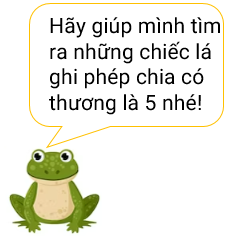 Hãy giúp mình tìm
ra những chiếc lá
ghi phép chia có
thương là 5 nhé!